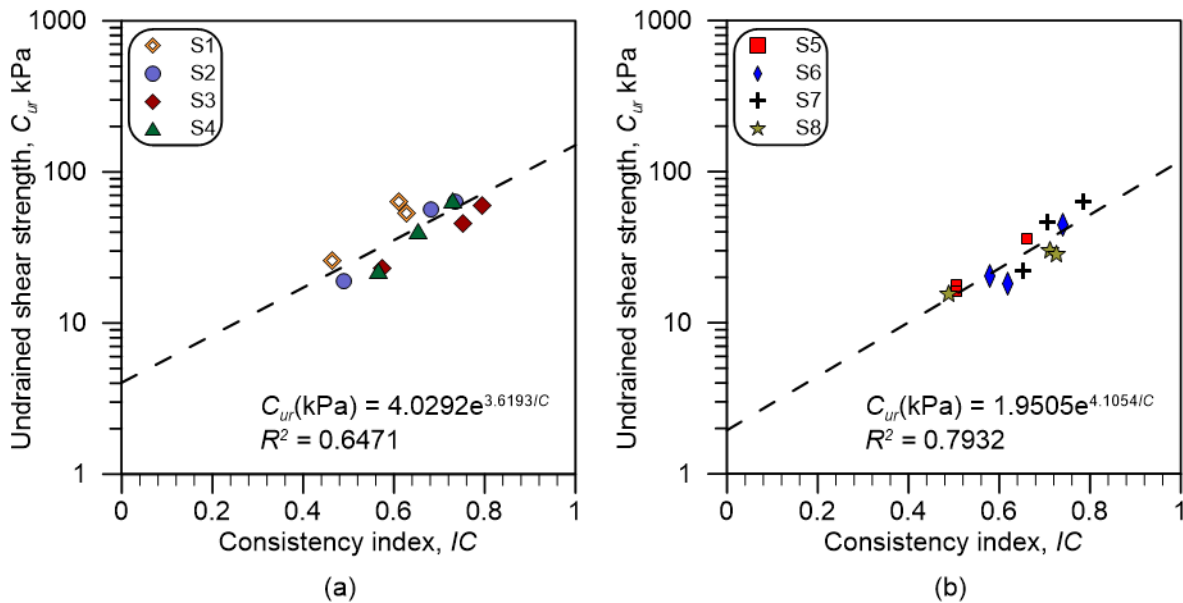 1000
100
10
1
Undrained shear strength, Cur kPa
S1
S2
S3
S4
Cur(kPa) = 4.0292e3.6193IC
R2 = 0.6471
0 0.2 0.4 0.6 0.8 1
Consistency index, IC
(a)
1000
100
10
1
Undrained shear strength, Cur kPa
S5
S6
S7
S8
Cur(kPa) = 1.9505e4.1054IC
R2 = 0.7932
0 0.2 0.4 0.6 0.8 1
Consistency index, IC
(b)